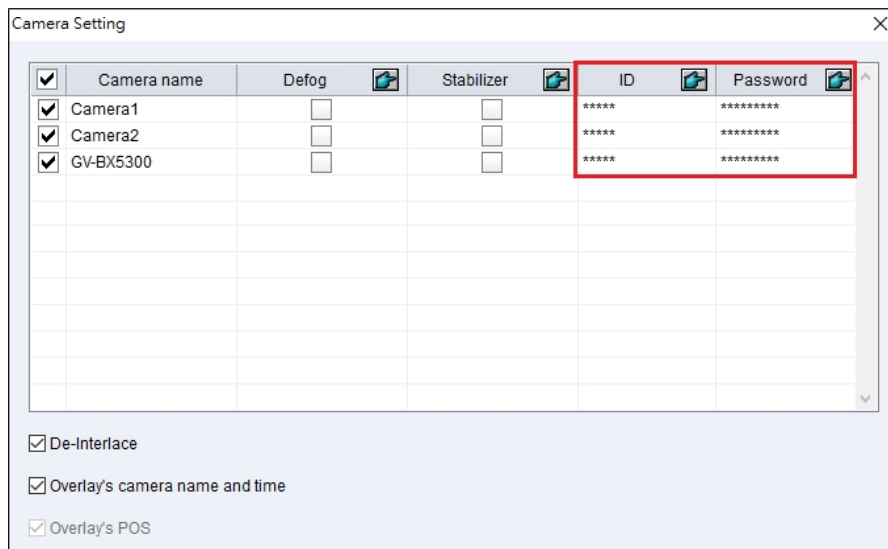 Camera Setting
Camera name Defog Stabilizer ID Password
Camera1 ***** *********
Camera2 ***** *********
GV-BX5300 ***** *********
De-Interlace
Overlay's camera name and time
Overlay's POS